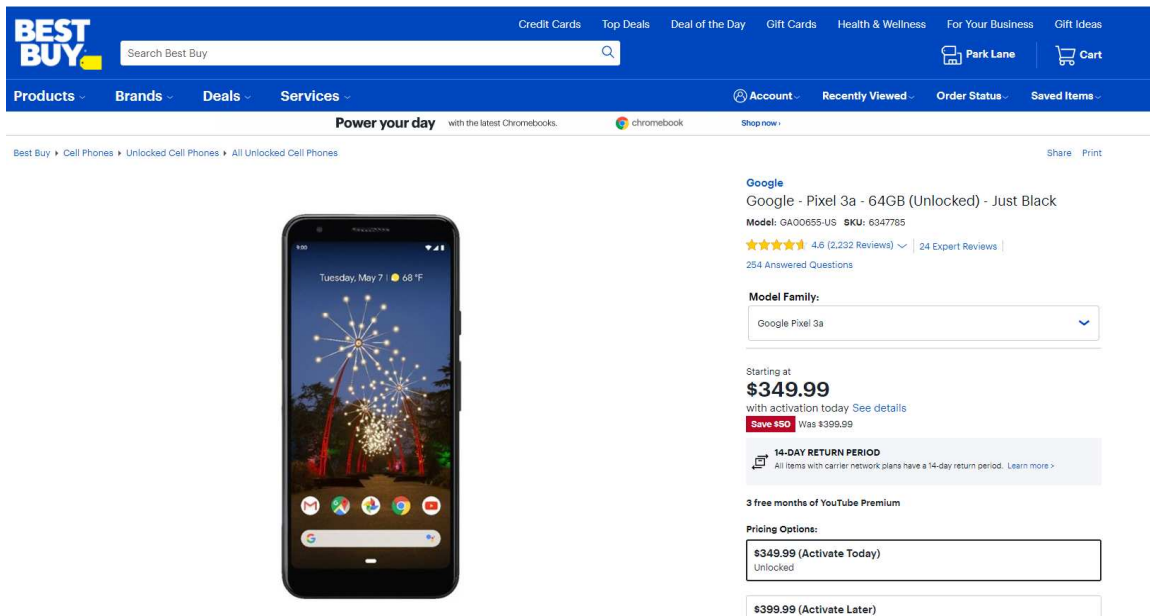 BEST
BUY
Credit Cards Top Deals Deal of the Day Gift Cards Health & Wellness For Your Business Gift Ideas
Search Best Buy
Park Lane
Cart
Products Brands Deals Services
Account Recently Viewed Order Status Saved Items
Power your day with the latest Chromebooks. chromebook Shop now ›
Best Buy Cell Phones Unlocked Cell Phones All Unlocked Cell Phones
Share Print
9:00
Tuesday, May 7 | 68 °F
G
Google
Google - Pixel 3a - 64GB (Unlocked) - Just Black
Model: GA00655-US SKU: 6347785
4.6 (2,232 Reviews) | 24 Expert Reviews |
254 Answered Questions
Model Family:
Google Pixel 3a
Starting at
$349.99
with activation today See details
Save $50 Was $399.99
14-DAY RETURN PERIOD
All items with carrier network plans have a 14-day return period. Learn more >
3 free months of YouTube Premium
Pricing Options:
$349.99 (Activate Today)
Unlocked
$399.99 (Activate Later)